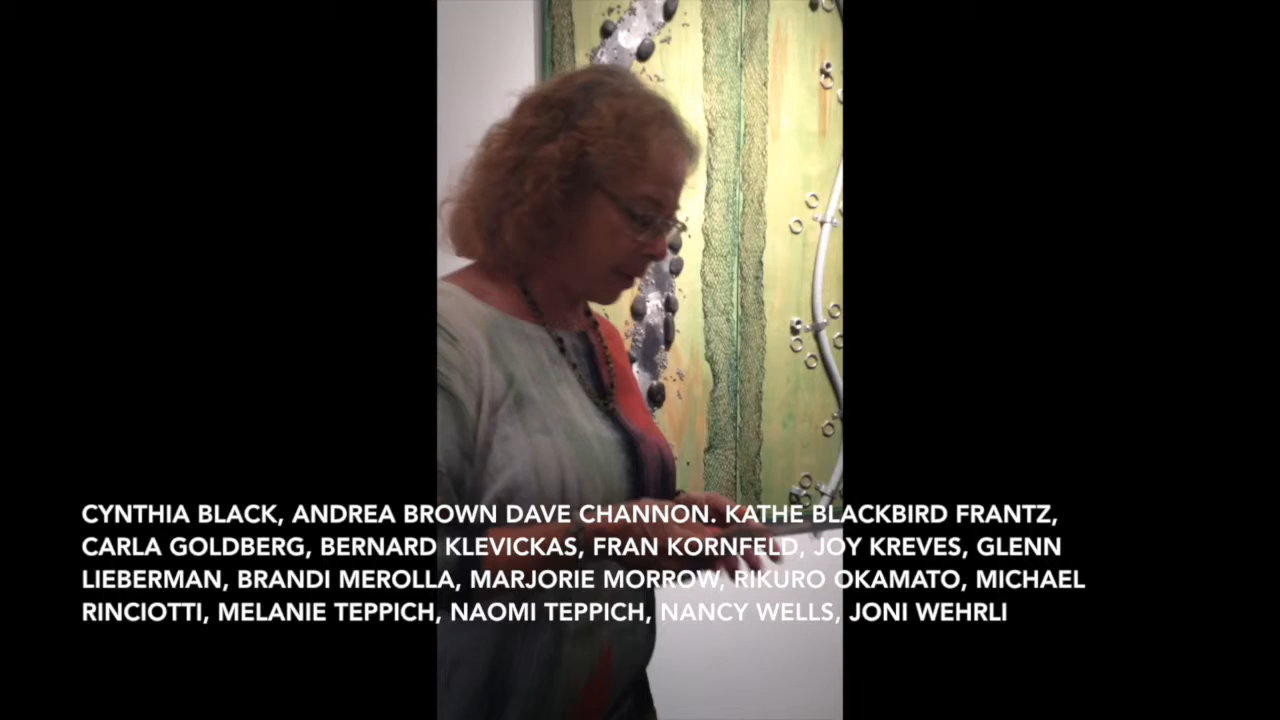 CYNTHIA BLACK, ANDREA BROWN DAVE CHANNON. KATHE BLACKBIRD FRANTZ,
CARLA GOLDBERG, BERNARD KLEVICKAS, FRAN KORNFELD, JOY KREVES, GLENN
LIEBERMAN, BRANDI MEROLLA, MARJORIE MORROW, RIKURO OKAMATO, MICHAEL
RINCIOTTI, MELANIE TEPPICH, NAOMI TEPPICH, NANCY WELLS, JONI WEHRLI